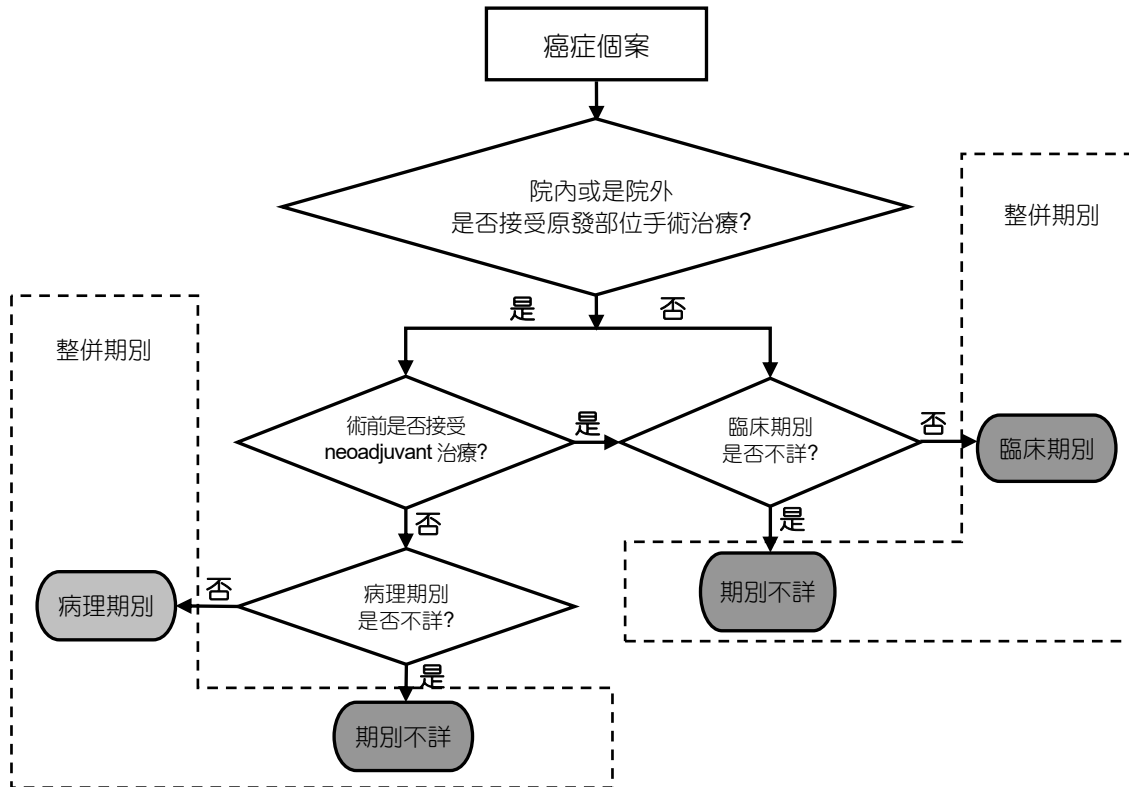 癌症個案
院內或是院外
是否接受原發部位手術治療?
整併期別
是
否
整併期別
術前是否接受
neoadjuvant 治療?
是
臨床期別
是否不詳?
否
臨床期別
否
是
病理期別
否
病理期別
是否不詳?
期別不詳
是
期別不詳